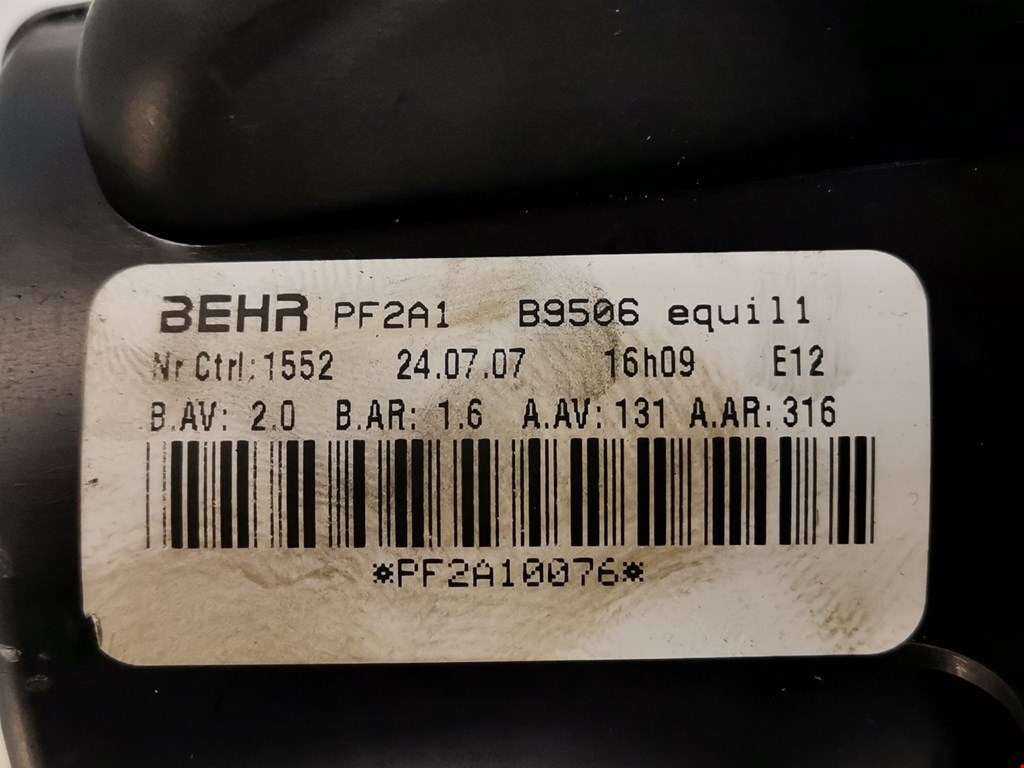 BEHR PF2A1 B9506 equil1
Nr Ctrl: 1552 24.07.07 16h09 E12
B.AV: 2.0 B.AR: 1.6 A.AV: 131 A.AR: 316
*PF2A10076*